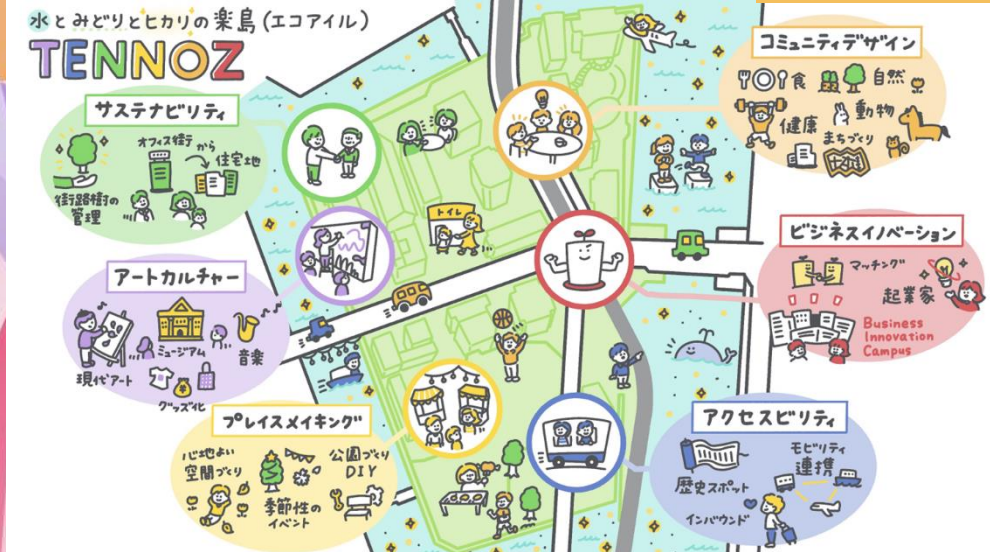 水とみどりとヒカリの楽島(エコアイル)
TENNOZ
サステナビリティ
オフィス街
から
住宅地
街路樹の
管理
アートカルチャー
現代アート
ミュージアム
音楽
グッズ化
プレイスメイキング
心地よい
空間づくり
季節性の
イベント
公園づくり
DIY
トイレ
コミュニティデザイン
食
自然
健康
動物
まちづくり
ビジネスイノベーション
マッチング
起業家
Business
Innovation
Campus
アクセスビリティ
歴史スポット
モビリティ
連携
インバウンド